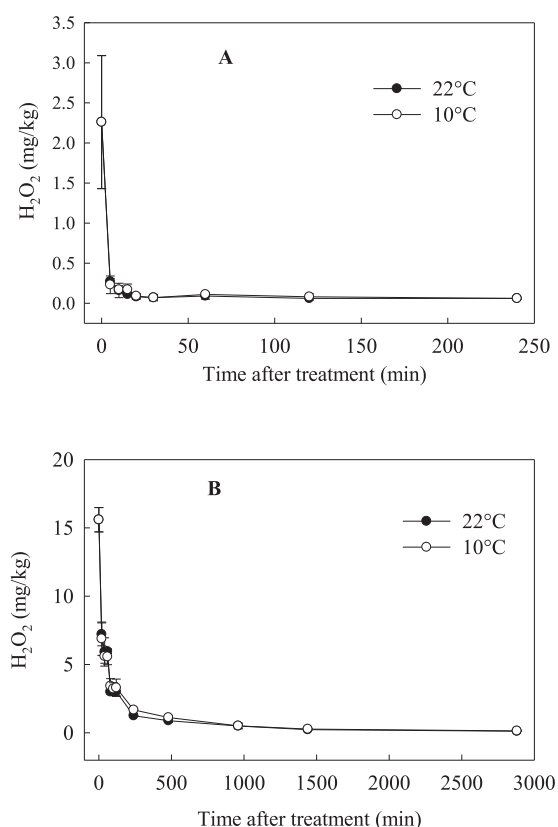 3.5
A
3.0
22°C
2.5
10°C
2.0
H₂O₂ (mg/kg)
1.5
1.0
0.5
0.0
0 50 100 150 200 250
Time after treatment (min)
20
B
22°C
15
10°C
10
H₂O₂ (mg/kg)
5
0
0 500 1000 1500 2000 2500 3000
Time after treatment (min)